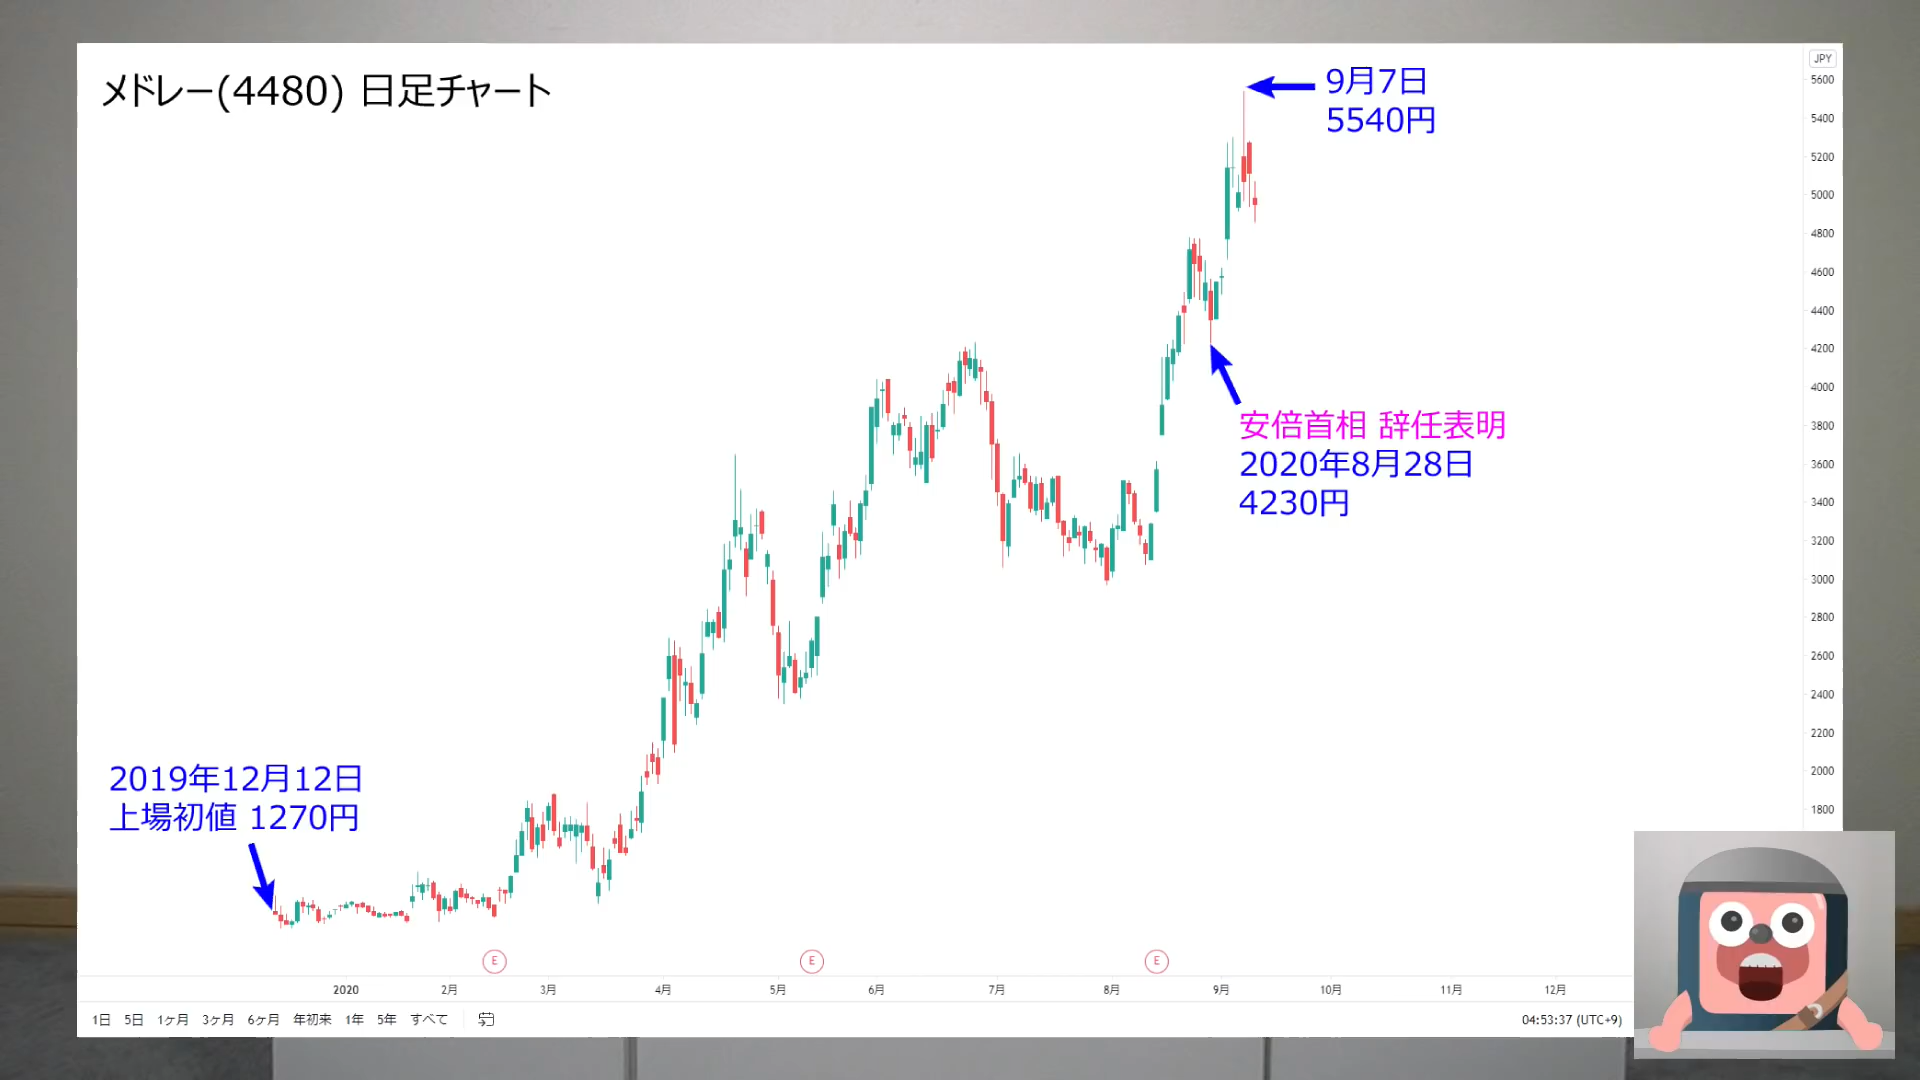 メドレー(4480) 日足チャート
9月7日
5540円
安倍首相 辞任表明
2020年8月28日
4230円
2019年12月12日
上場初値 1270円
JPY
5600
5400
5200
5000
4800
4600
4400
4200
4000
3800
3600
3400
3200
3000
2800
2600
2400
2200
2000
1800
E E E
2020 2月 3月 4月 5月 6月 7月 8月 9月 10月 11月 12月
1日 5日 1ヶ月 3ヶ月 6ヶ月 年初来 1年 5年 すべて
04:53:37 (UTC+9)